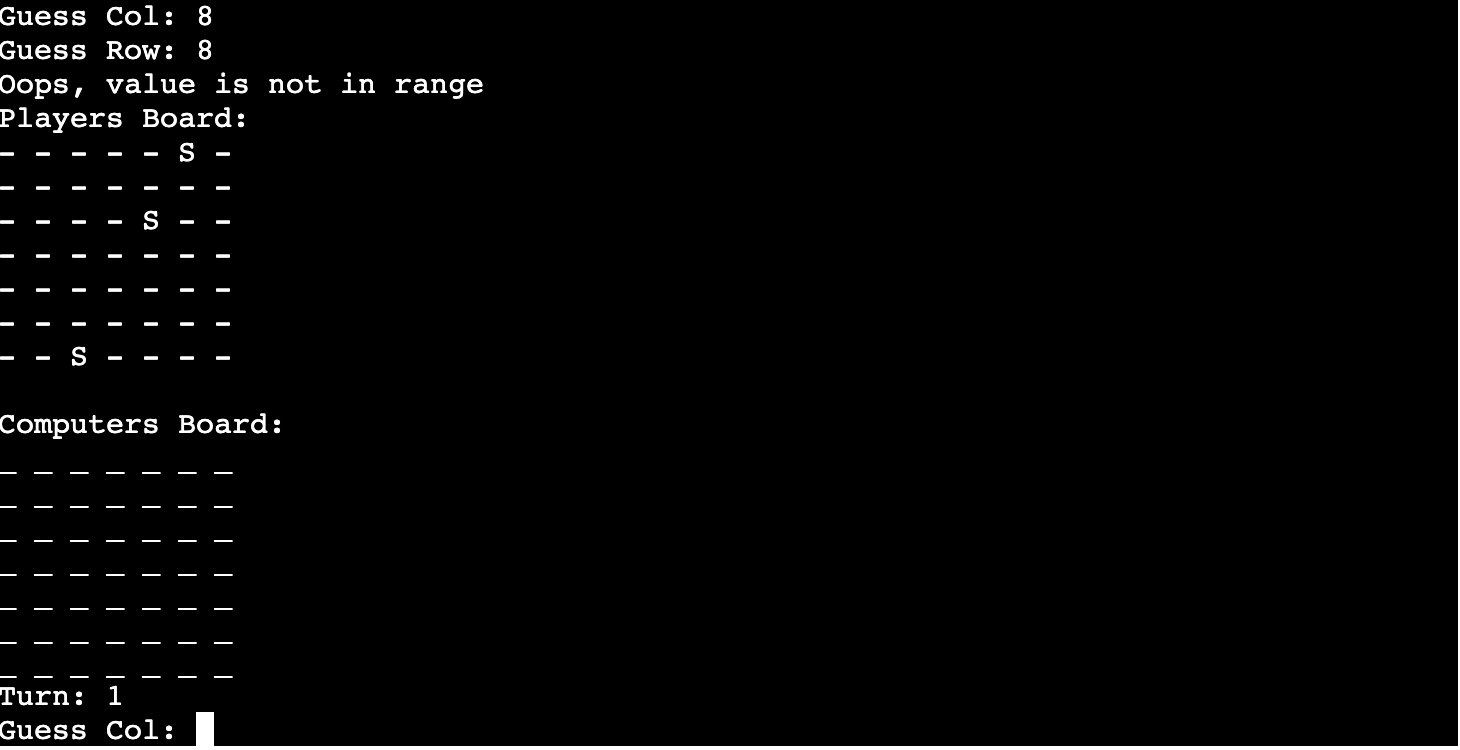 Guess Col: 8
Guess Row: 8
Oops, value is not in range
Players Board:
- - - - - S -
- - - - - - -
- - - - S - -
- - - - - - -
- - - - - - -
- - - - - - -
- - S - - - -
Computers Board:
_ _ _ _ _ _ _
_ _ _ _ _ _ _
_ _ _ _ _ _ _
_ _ _ _ _ _ _
_ _ _ _ _ _ _
_ _ _ _ _ _ _
_ _ _ _ _ _ _
Turn: 1
Guess Col: